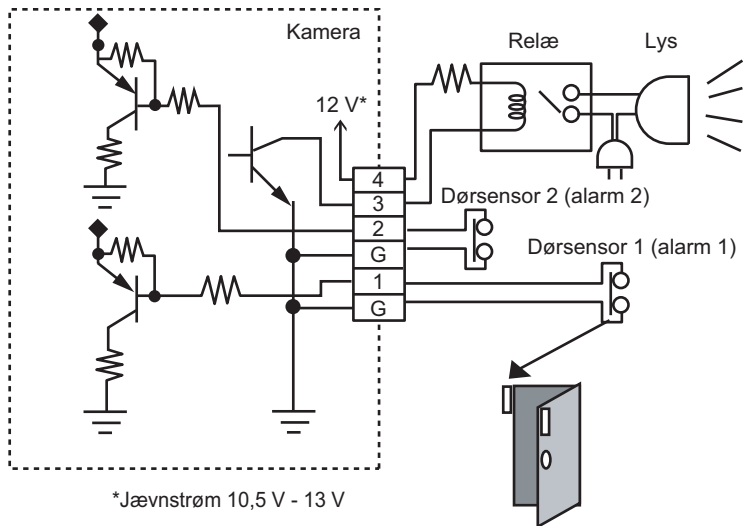 Kamera
Relæ
Lys
12 V*
4
3
2
G
1
G
Dørsensor 2 (alarm 2)
Dørsensor 1 (alarm 1)
*Jævnstrøm 10,5 V - 13 V